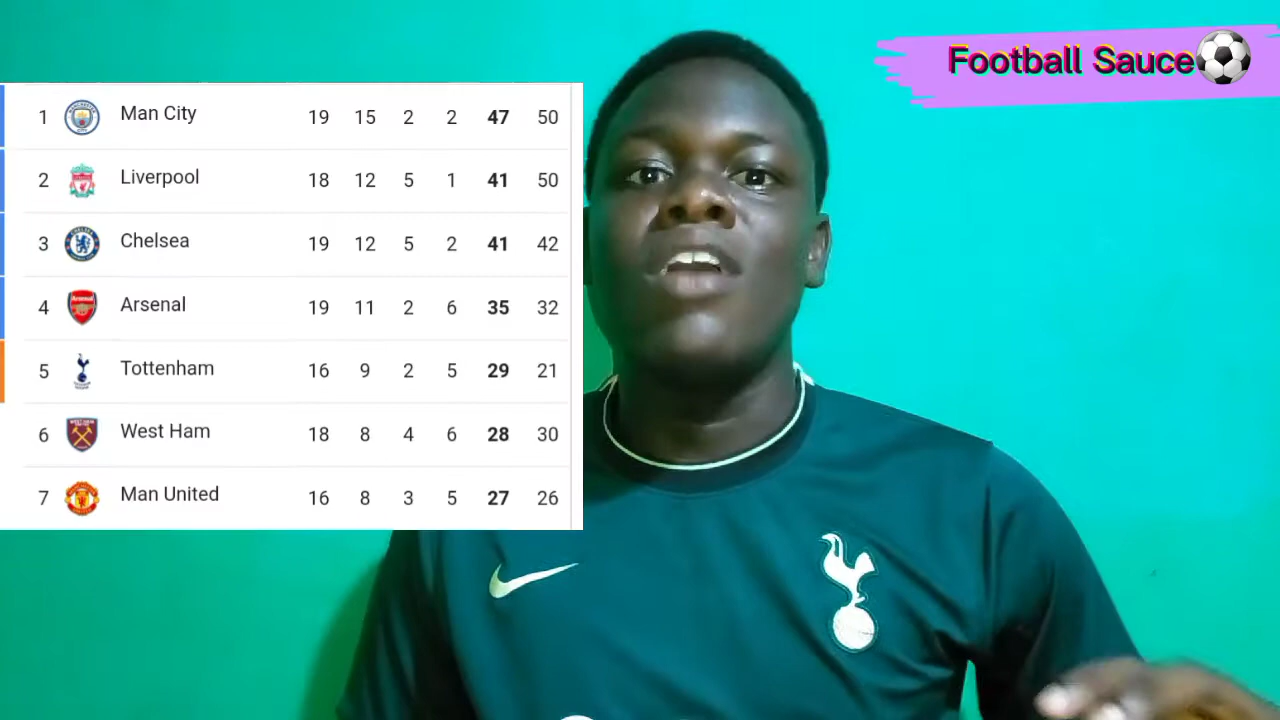 Football Sauce
1 Man City 19 15 2 2 47 50
2 Liverpool 18 12 5 1 41 50
3 Chelsea 19 12 5 2 41 42
4 Arsenal 19 11 2 6 35 32
5 Tottenham 16 9 2 5 29 21
6 West Ham 18 8 4 6 28 30
7 Man United 16 8 3 5 27 26